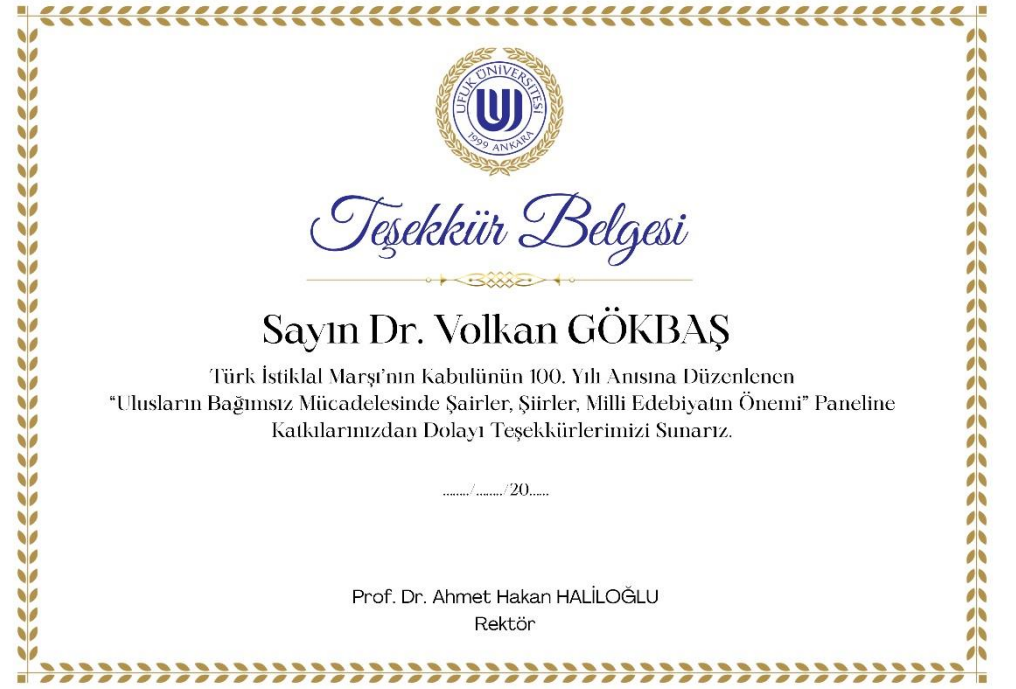 UFUK ÜNİVERSİTESİ
1999 ANKARA
Teşekkür Belgesi
Sayın Dr. Volkan GÖKBAŞ
Türk İstiklal Marşı'nın Kabulünün 100. Yılı Anısına Düzenlenen
“Ulusların Bağımsız Mücadelesinde Şairler, Şiirler, Milli Edebiyatın Önemi” Paneline
Katkılarınızdan Dolayı Teşekkürlerimizi Sunarız.
......../......../20......
Prof. Dr. Ahmet Hakan HALİLOĞLU
Rektör